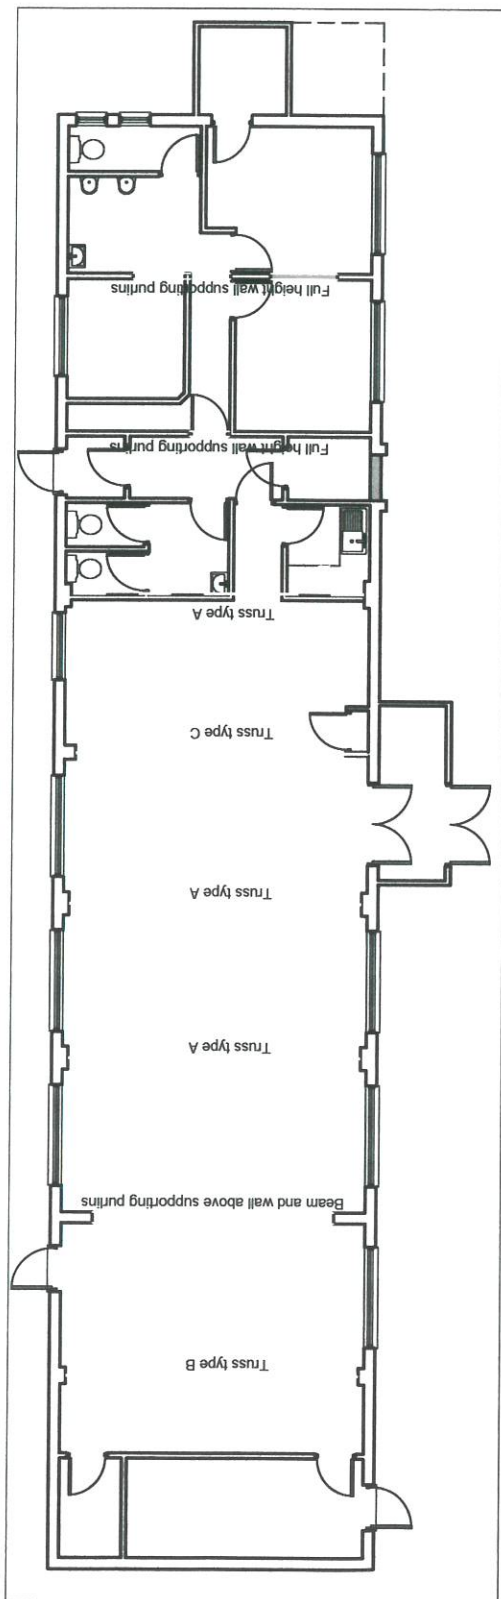 Truss type B
Beam and wall above supporting purlins
Truss type A
Truss type A
Truss type C
Truss type A
Full height wall supporting purlins
Full height wall supporting purlins